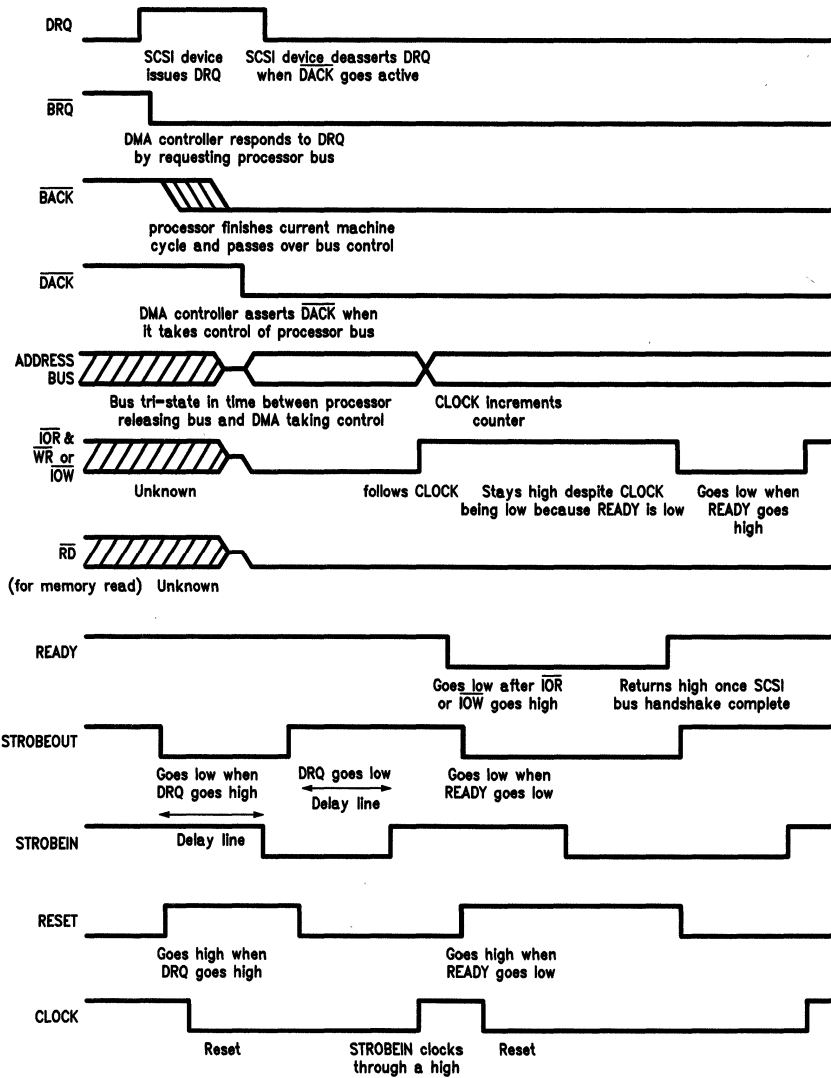 DRQ
SCSI device
issues DRQ
SCSI device deasserts DRQ
when DACK goes active
BRQ
DMA controller responds to DRQ
by requesting processor bus
BACK
processor finishes current machine
cycle and passes over bus control
DACK
DMA controller asserts DACK when
it takes control of processor bus
ADDRESS
BUS
Bus tri-state in time between processor
releasing bus and DMA taking control
CLOCK increments
counter
IOR &
WR or
IOW
Unknown
follows CLOCK
Stays high despite CLOCK
being low because READY is low
Goes low when
READY goes
high
RD
(for memory read)
Unknown
READY
Goes low after IOR
or IOW goes high
Returns high once SCSI
bus handshake complete
STROBEOUT
Goes low when
DRQ goes high
DRQ goes low
Delay line
Goes low when
READY goes low
STROBEIN
Delay line
RESET
Goes high when
DRQ goes high
Goes high when
READY goes low
CLOCK
Reset
STROBEIN clocks
through a high
Reset